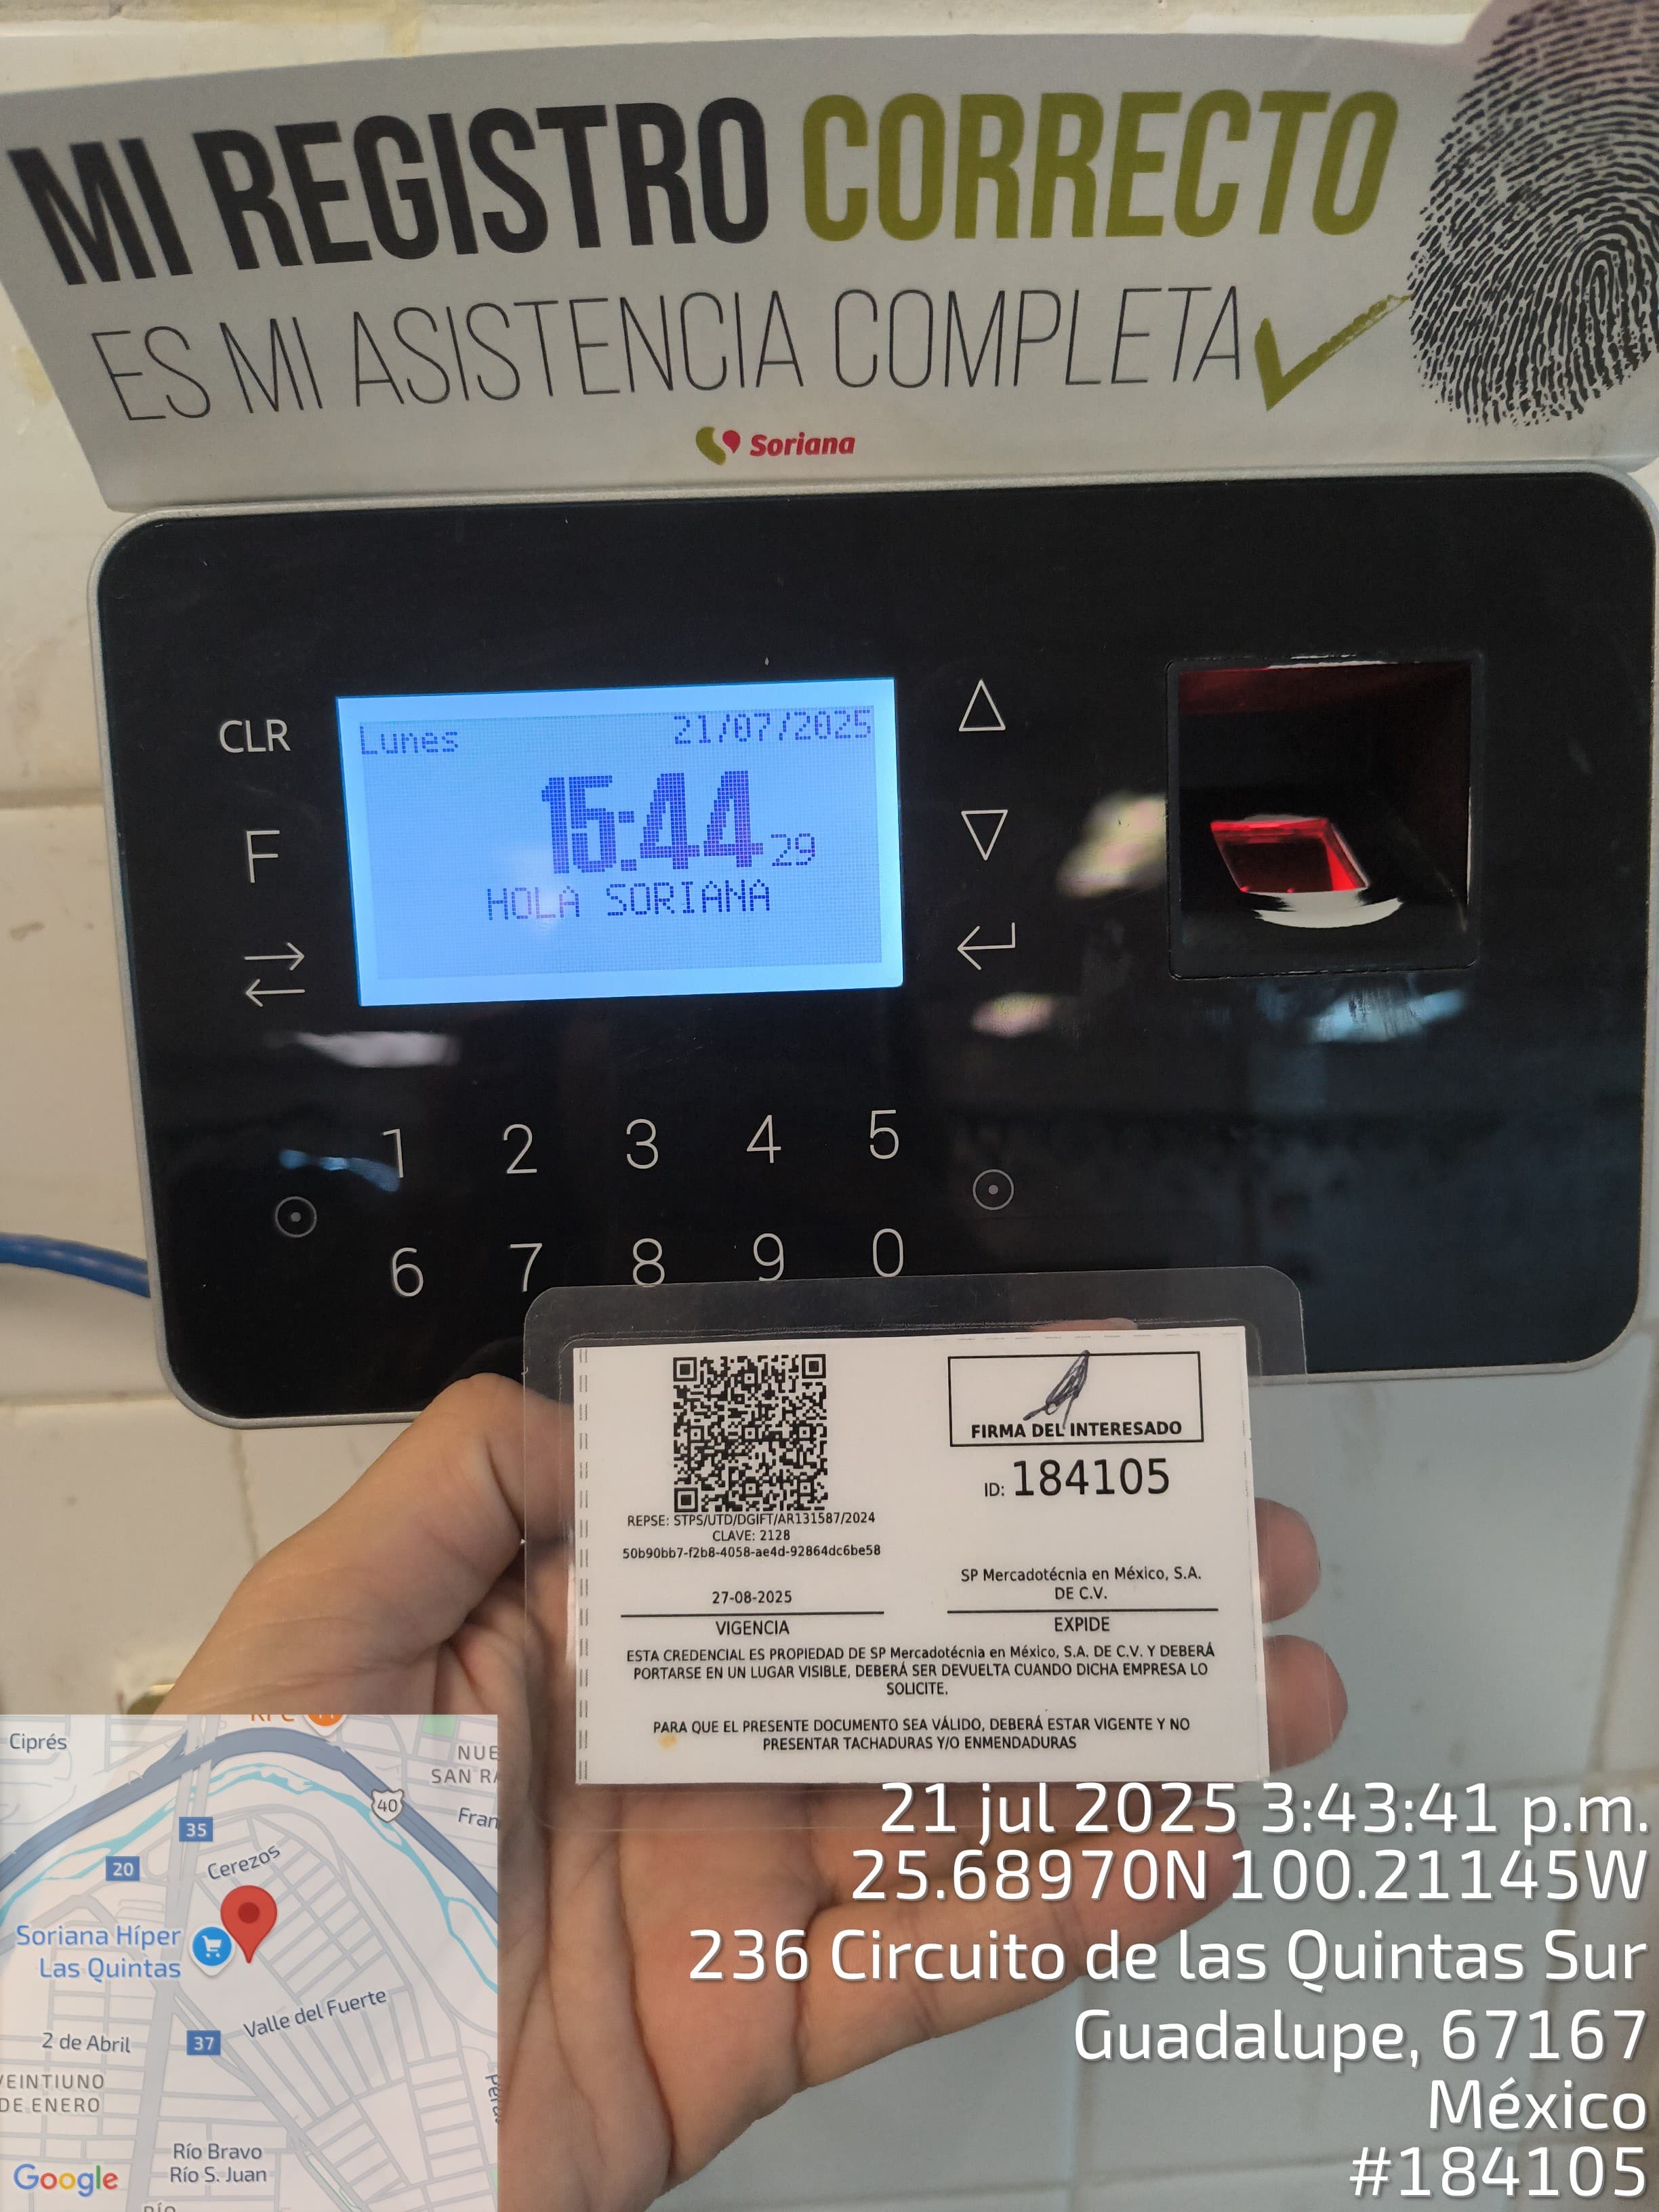 MI REGISTRO CORRECTO
ES MI ASISTENCIA COMPLETA
Soriana
CLR
F
Lunes 21/07/2025
15:44 29
HOLA SORIANA
1 2 3 4 5
6 7 8 9 0
FIRMA DEL INTERESADO
ID: 184105
REPSE: STPS/UTD/DGIFT/AR131587/2024
CLAVE: 2128
50b90bb7-f2b8-4058-ae4d-92864dc6be58
27-08-2025
VIGENCIA
SP Mercadotécnia en México, S.A.
DE C.V.
EXPIDE
ESTA CREDENCIAL ES PROPIEDAD DE SP Mercadotécnia en México, S.A. DE C.V. Y DEBERÁ
PORTARSE EN UN LUGAR VISIBLE, DEBERÁ SER DEVUELTA CUANDO DICHA EMPRESA LO
SOLICITE.
PARA QUE EL PRESENTE DOCUMENTO SEA VÁLIDO, DEBERÁ ESTAR VIGENTE Y NO
PRESENTAR TACHADURAS Y/O ENMENDADURAS
21 jul 2025 3:43:41 p.m.
25.68970N 100.21145W
236 Circuito de las Quintas Sur
Guadalupe, 67167
México
#184105
Ciprés
NUE
SAN RA
40
Fran
35
20
Cerezos
Soriana Híper
Las Quintas
Valle del Fuerte
2 de Abril
37
VEINTIUNO
DE ENERO
Río Bravo
Río S. Juan
Google